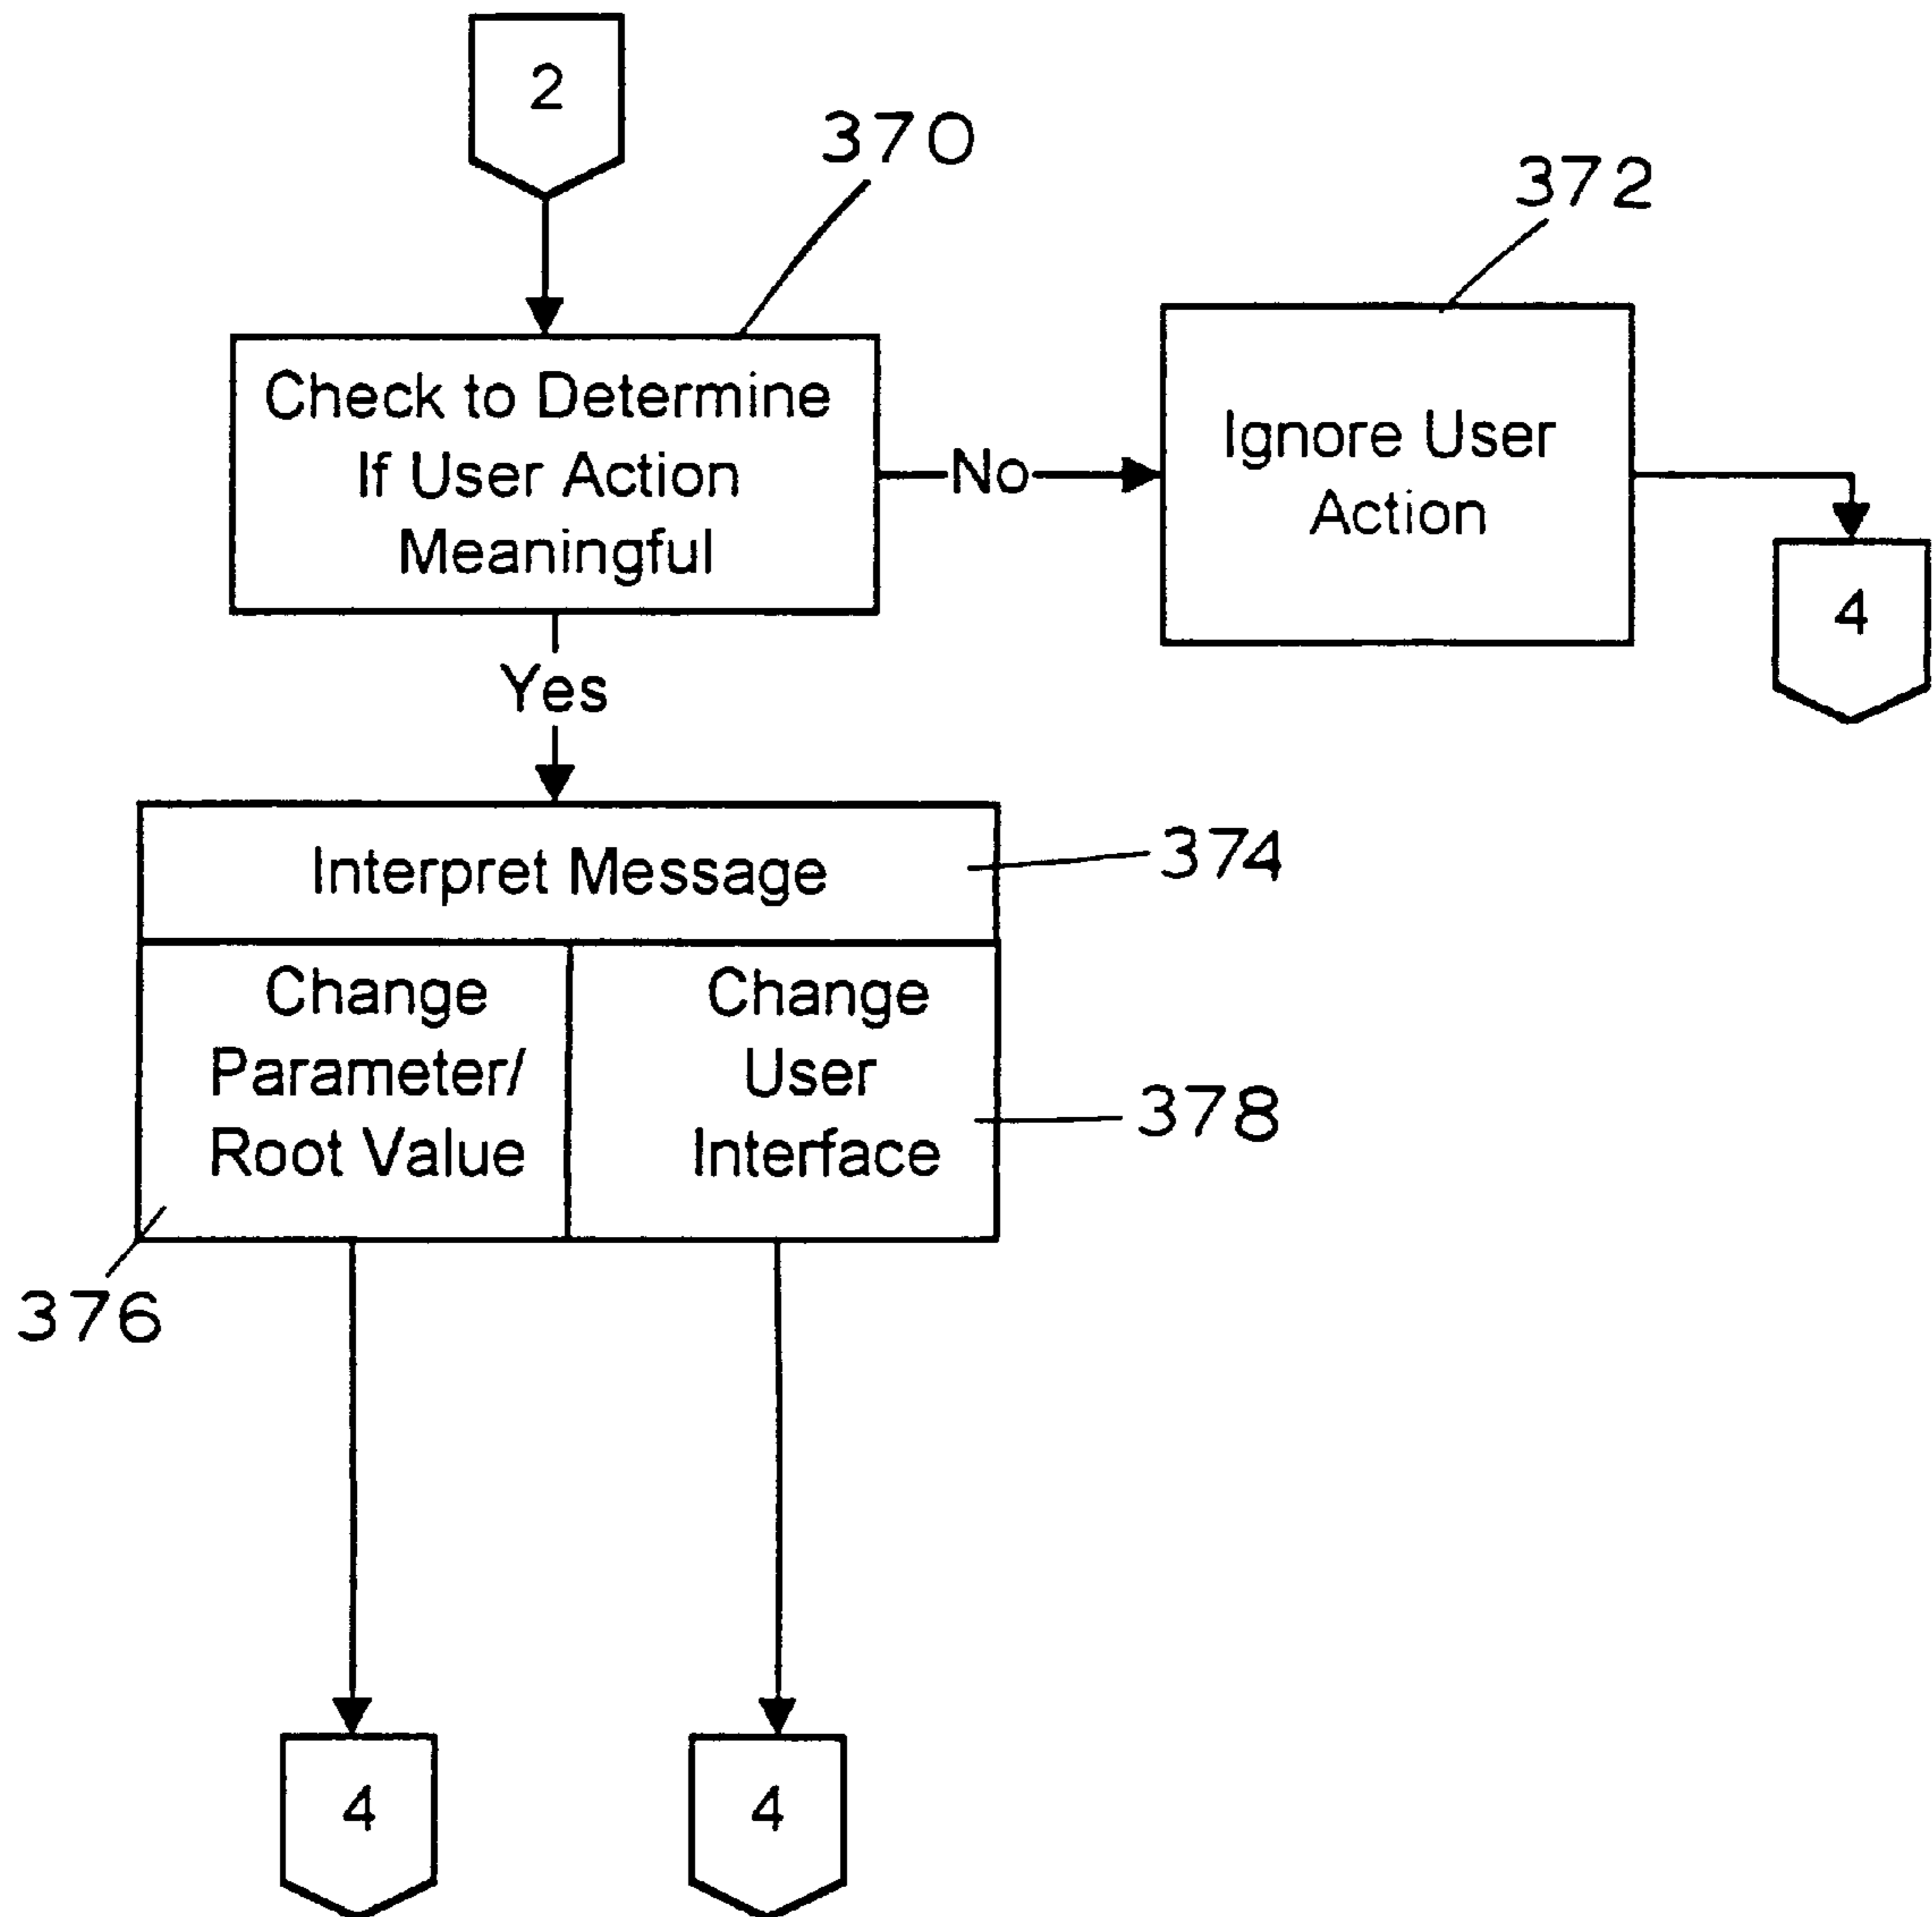 2
370
372
Check to Determine
If User Action
Meaningful
No
Ignore User
Action
4
Yes
Interpret Message
374
Change
Parameter/
Root Value
Change
User
Interface
378
376
4
4